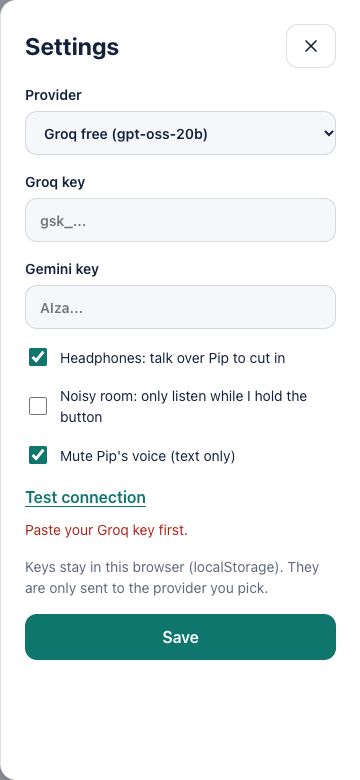 Settings
Provider
Groq free (gpt-oss-20b)
Groq key
gsk_...
Gemini key
AIza...
Headphones: talk over Pip to cut in
Noisy room: only listen while I hold the
button
Mute Pip's voice (text only)
Test connection
Paste your Groq key first.
Keys stay in this browser (localStorage). They
are only sent to the provider you pick.
Save